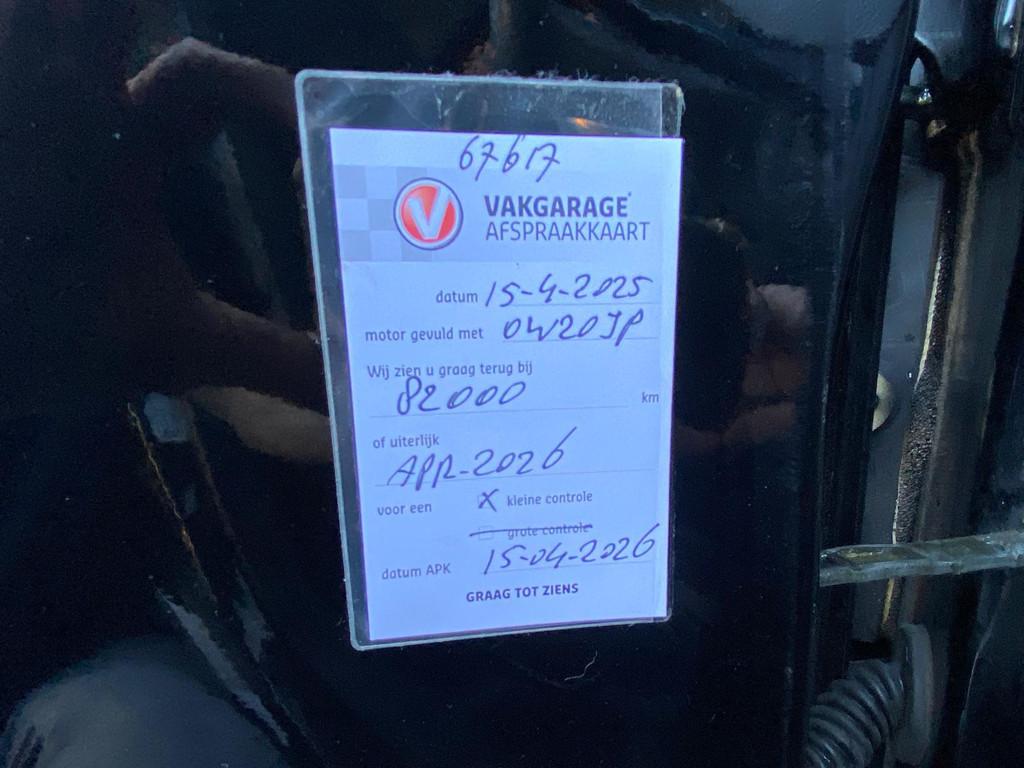 67617
V
VAKGARAGE
AFSPRAAKKAART
datum 15-4-2025
motor gevuld met 0W20JP
Wij zien u graag terug bij
82000 km
of uiterlijk
APR-2026
voor een X kleine controle
grote controle
datum APK 15-04-2026
GRAAG TOT ZIENS